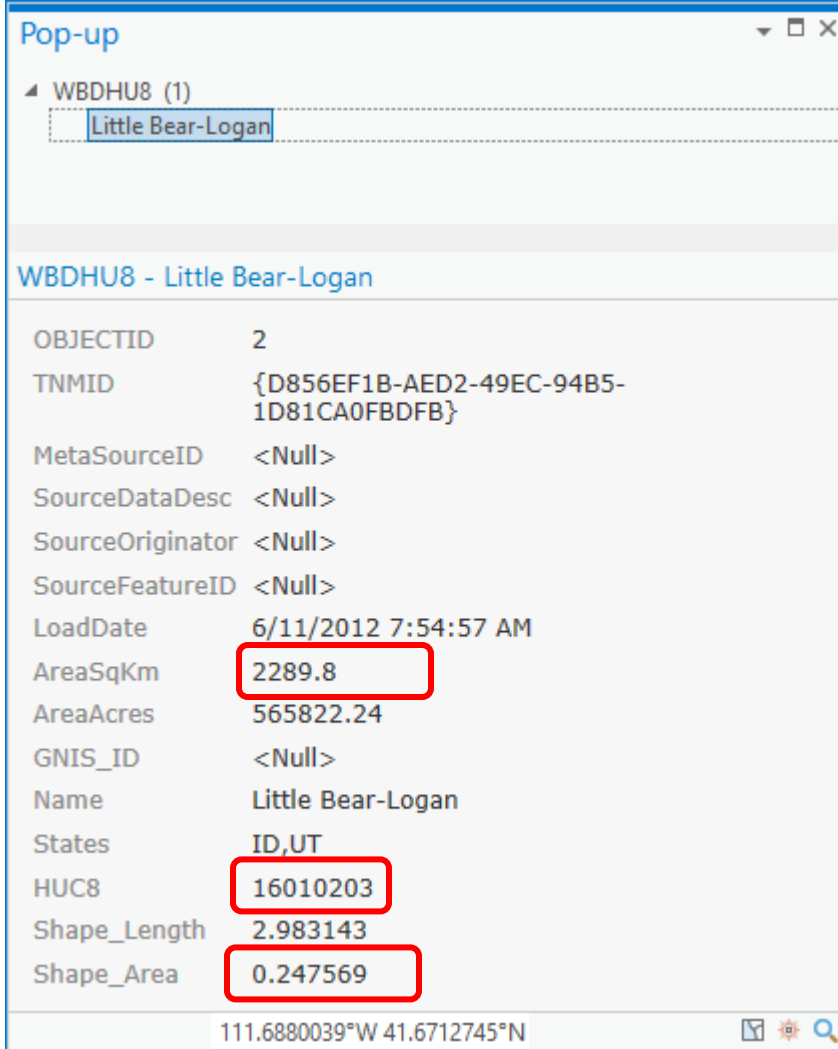 Pop-up
WBDHU8 (1)
Little Bear-Logan
WBDHU8 - Little Bear-Logan
OBJECTID 2
TNMID {D856EF1B-AED2-49EC-94B5-
1D81CA0FBDFB}
MetaSourceID <Null>
SourceDataDesc <Null>
SourceOriginator <Null>
SourceFeatureID <Null>
LoadDate 6/11/2012 7:54:57 AM
AreaSqKm 2289.8
AreaAcres 565822.24
GNIS_ID <Null>
Name Little Bear-Logan
States ID,UT
HUC8 16010203
Shape_Length 2.983143
Shape_Area 0.247569
111.6880039°W 41.6712745°N